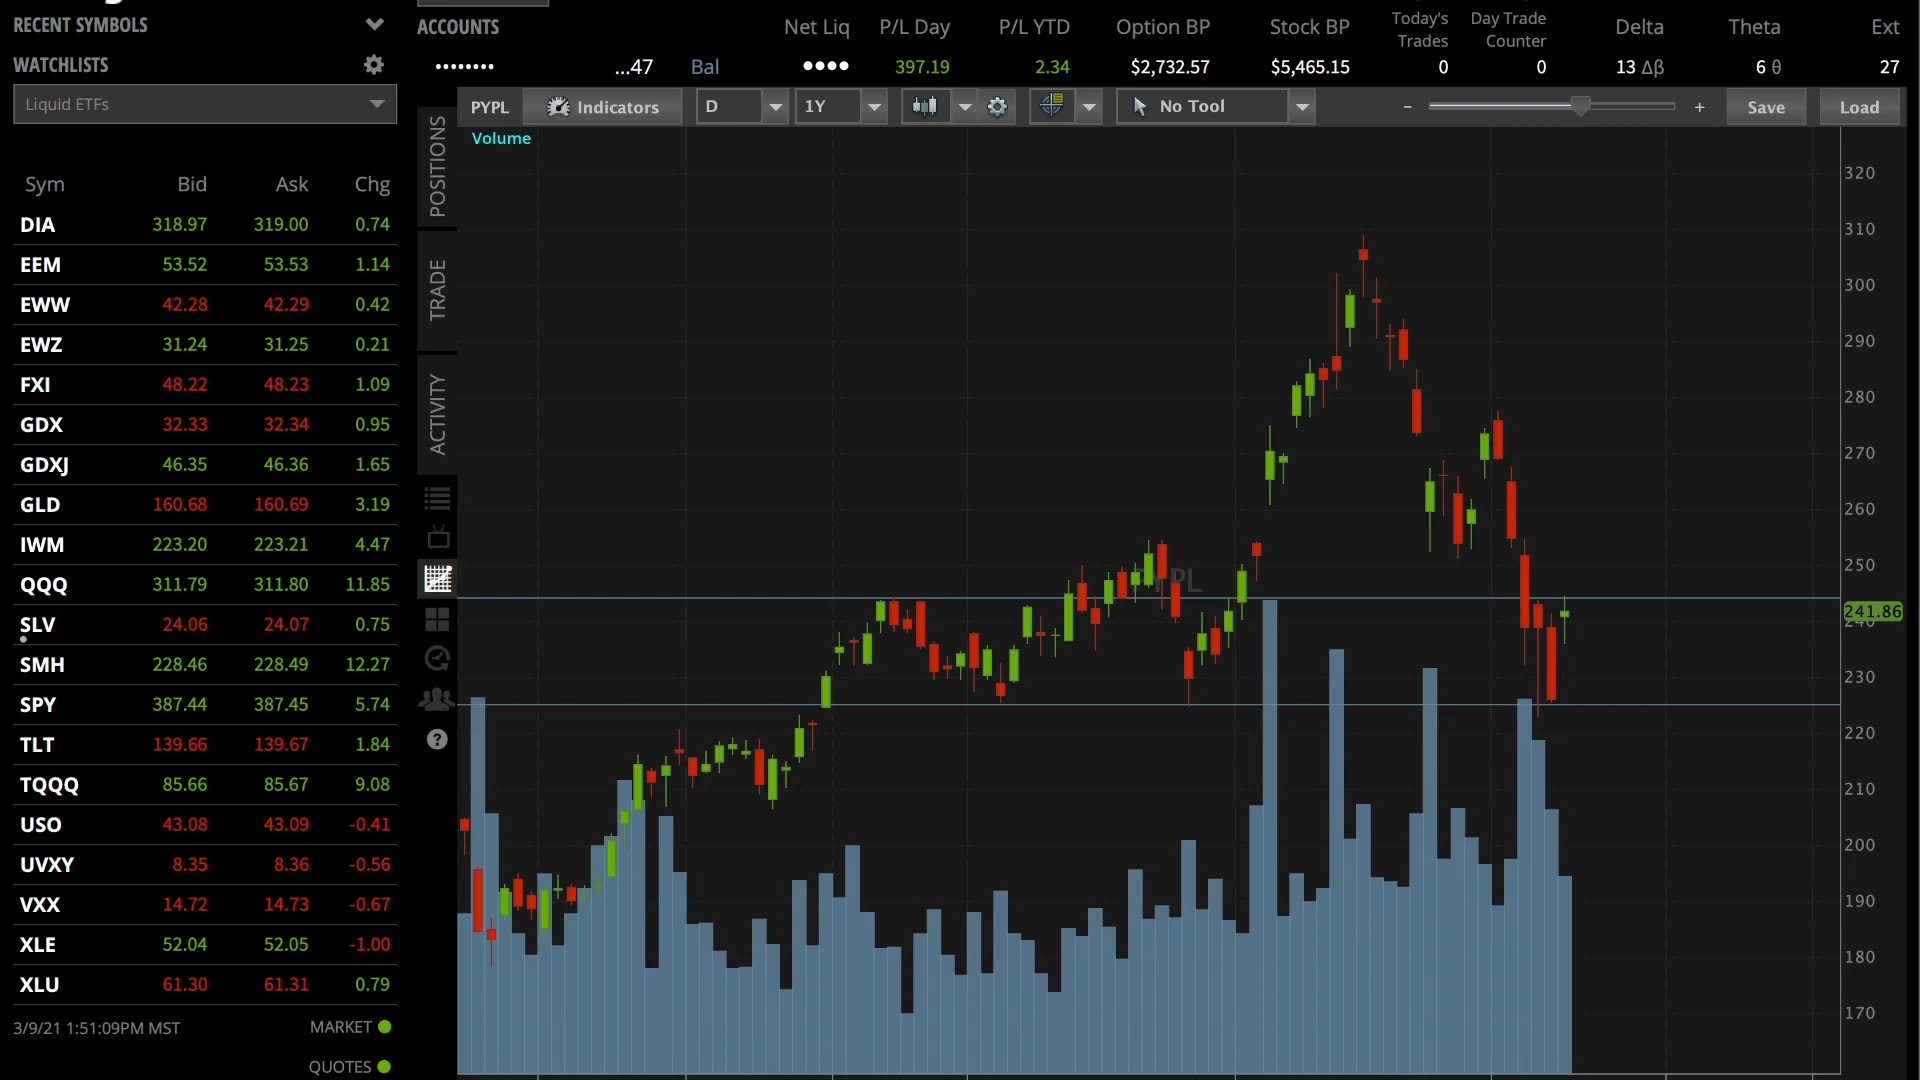 RECENT SYMBOLS
WATCHLISTS
Liquid ETFs
Sym Bid Ask Chg
DIA 318.97 319.00 0.74
EEM 53.52 53.53 1.14
EWW 42.28 42.29 0.42
EWZ 31.24 31.25 0.21
FXI 48.22 48.23 1.09
GDX 32.33 32.34 0.95
GDXJ 46.35 46.36 1.65
GLD 160.68 160.69 3.19
IWM 223.20 223.21 4.47
QQQ 311.79 311.80 11.85
SLV 24.06 24.07 0.75
SMH 228.46 228.49 12.27
SPY 387.44 387.45 5.74
TLT 139.66 139.67 1.84
TQQQ 85.66 85.67 9.08
USO 43.08 43.09 -0.41
UVXY 8.35 8.36 -0.56
VXX 14.72 14.73 -0.67
XLE 52.04 52.05 -1.00
XLU 61.30 61.31 0.79
3/9/21 1:51:09PM MST MARKET
QUOTES
ACCOUNTS Net Liq P/L Day P/L YTD Option BP Stock BP Today's Trades Day Trade Counter Delta Theta Ext
•••••••• ...47 Bal •••• 397.19 2.34 $2,732.57 $5,465.15 0 0 13 Δβ 6 θ 27
POSITIONS
TRADE
ACTIVITY
PYPL Indicators D 1Y No Tool - + Save Load
Volume
PYPL
320
310
300
290
280
270
260
250
241.86
240
230
220
210
200
190
180
170